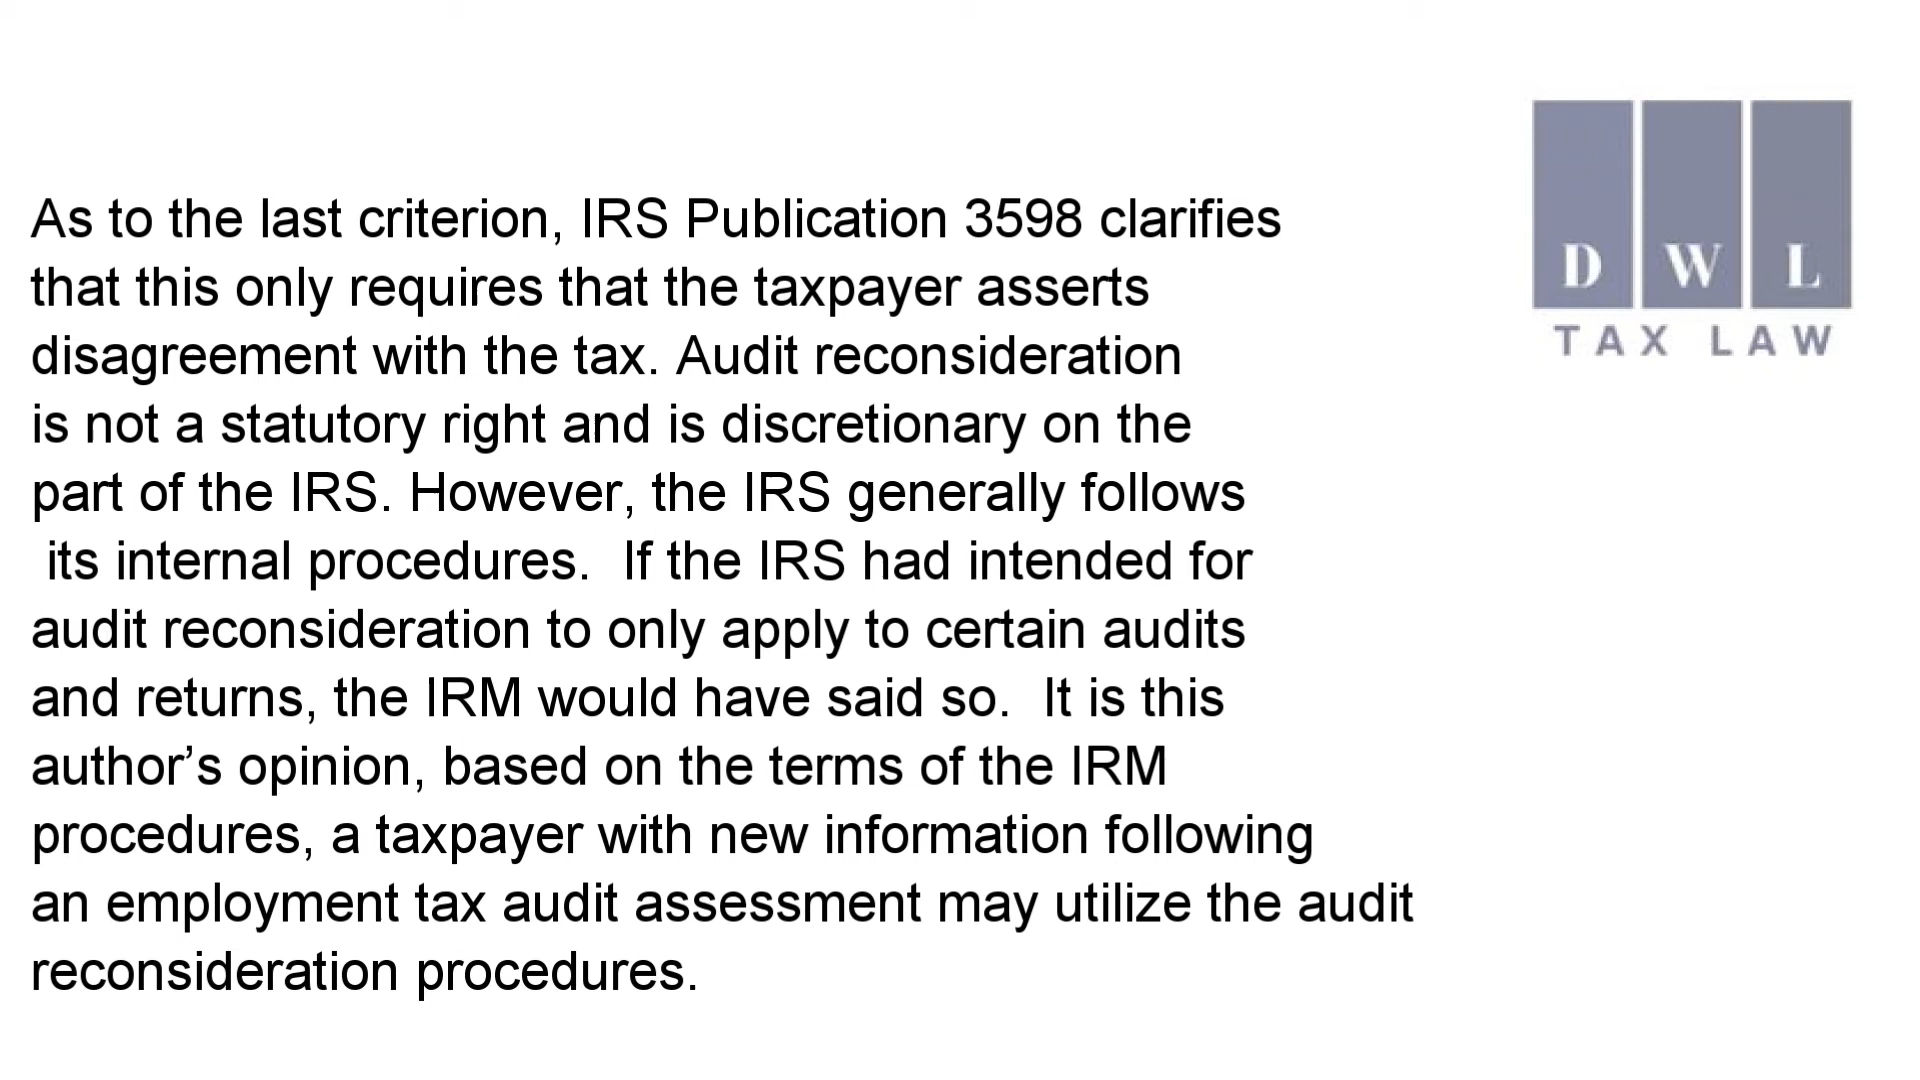 As to the last criterion, IRS Publication 3598 clarifies
that this only requires that the taxpayer asserts
disagreement with the tax. Audit reconsideration
is not a statutory right and is discretionary on the
part of the IRS. However, the IRS generally follows
its internal procedures.  If the IRS had intended for
audit reconsideration to only apply to certain audits
and returns, the IRM would have said so.  It is this
author’s opinion, based on the terms of the IRM
procedures, a taxpayer with new information following
an employment tax audit assessment may utilize the audit
reconsideration procedures.
D W L
TAX LAW